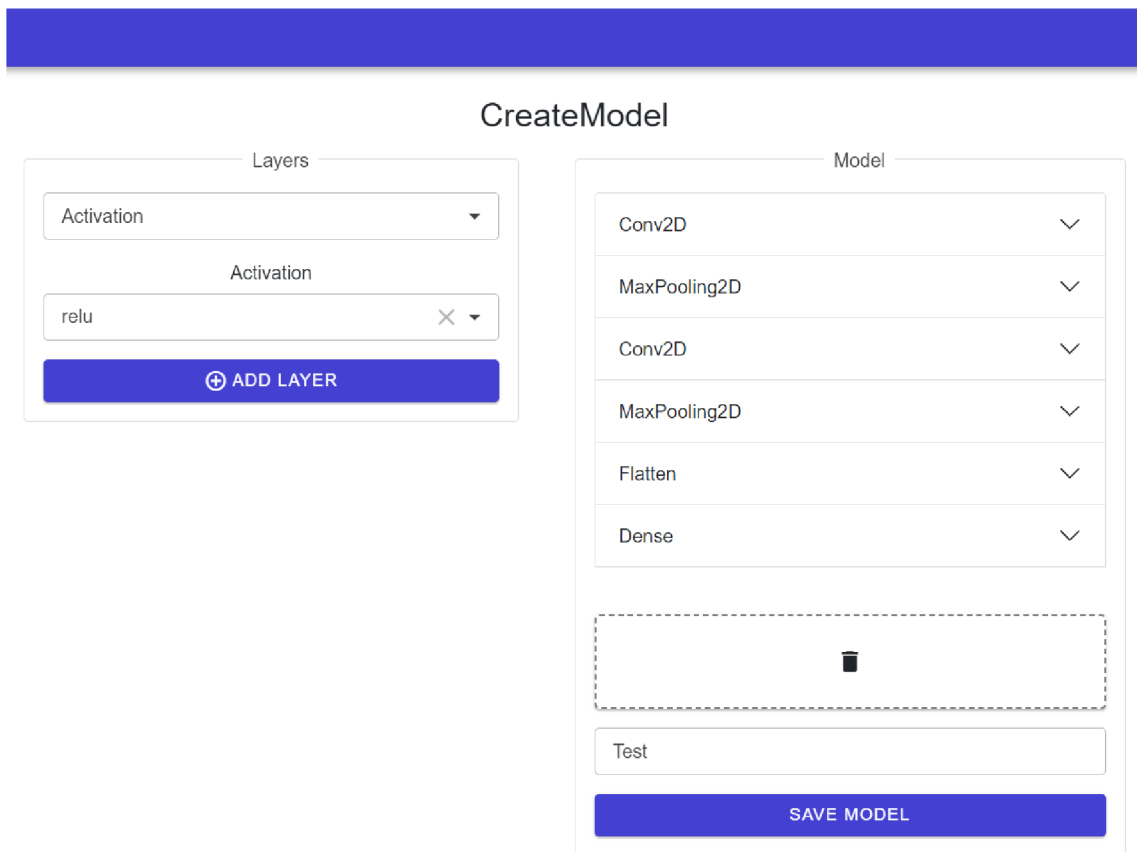 CreateModel
Layers
Activation
Activation
relu
ADD LAYER
Model
Conv2D
MaxPooling2D
Conv2D
MaxPooling2D
Flatten
Dense
Test
SAVE MODEL